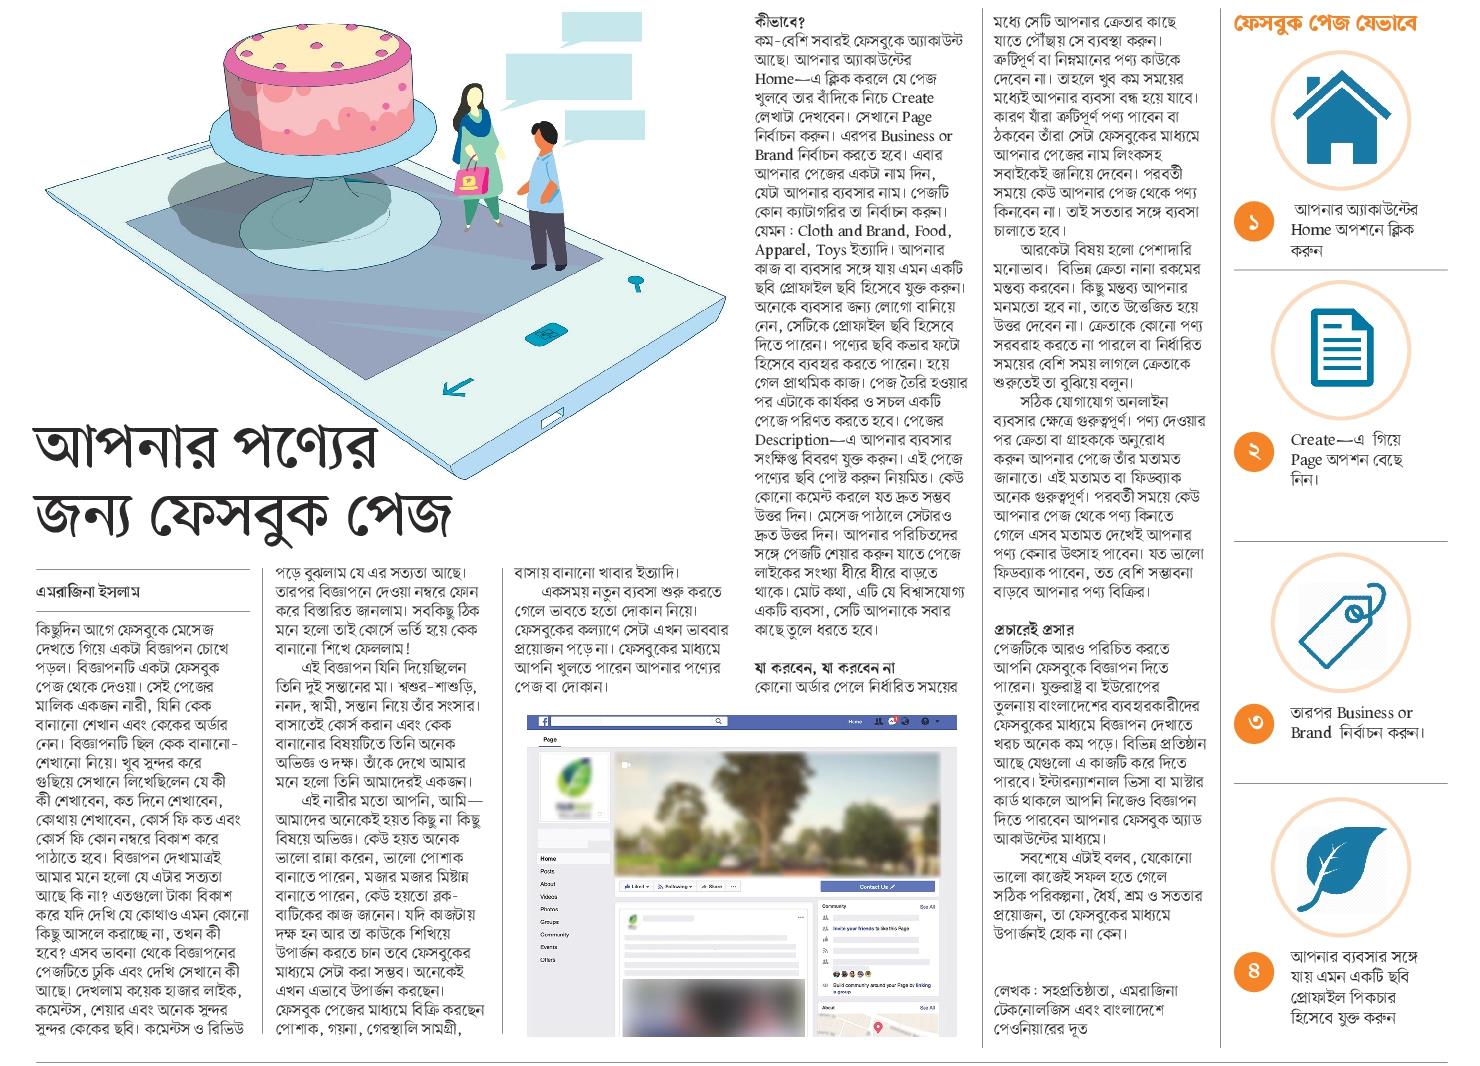 আপনার পণ্যের
জন্য ফেসবুক পেজ
এমরাজিনা ইসলাম
কিছুদিন আগে ফেসবুকে মেসেজ
দেখতে গিয়ে একটা বিজ্ঞাপন চোখে
পড়ল। বিজ্ঞাপনটি একটা ফেসবুক
পেজ থেকে দেওয়া। সেই পেজের
মালিক একজন নারী, যিনি কেক
বানানো শেখান এবং কেকের অর্ডার
নেন। বিজ্ঞাপনটি ছিল কেক বানানো-
শেখানো নিয়ে। খুব সুন্দর করে
গুছিয়ে সেখানে লিখেছিলেন যে কী
কী শেখাবেন, কত দিনে শেখাবেন,
কোথায় শেখাবেন, কোর্স ফি কত এবং
কোর্স ফি কোন নম্বরে বিকাশ করে
পাঠাতে হবে। বিজ্ঞাপন দেখামাত্রই
আমার মনে হলো যে এটার সত্যতা
আছে কি না? এতগুলো টাকা বিকাশ
করে যদি দেখি যে কোথাও এমন কোনো
কিছু আসলে করাচ্ছে না, তখন কী
হবে? এসব ভাবনা থেকে বিজ্ঞাপনের
পেজটিতে ঢুকি এবং দেখি সেখানে কী
আছে। দেখলাম কয়েক হাজার লাইক,
কমেন্টস, শেয়ার এবং অনেক সুন্দর
সুন্দর কেকের ছবি। কমেন্টস ও রিভিউ
পড়ে বুঝলাম যে এর সত্যতা আছে।
তারপর বিজ্ঞাপনে দেওয়া নম্বরে ফোন
করে বিস্তারিত জানলাম। সবকিছু ঠিক
মনে হলো তাই কোর্সে ভর্তি হয়ে কেক
বানানো শিখে ফেললাম!
এই বিজ্ঞাপন যিনি দিয়েছিলেন
তিনি দুই সন্তানের মা। শ্বশুর-শাশুড়ি,
ননদ, স্বামী, সন্তান নিয়ে তাঁর সংসার।
বাসাতেই কোর্স করান এবং কেক
বানানোর বিষয়টিতে তিনি অনেক
অভিজ্ঞ ও দক্ষ। তাঁকে দেখে আমার
মনে হলো তিনি আমাদেরই একজন।
এই নারীর মতো আপনি, আমি—
আমাদের অনেকেই হয়ত কিছু না কিছু
বিষয়ে অভিজ্ঞ। কেউ হয়ত অনেক
ভালো রান্না করেন, ভালো পোশাক
বানাতে পারেন, মজার মজার মিষ্টান্ন
বানাতে পারেন, কেউ হয়তো ব্লক-
বাটিকের কাজ জানেন। যদি কাজটায়
দক্ষ হন আর তা কাউকে শিখিয়ে
উপার্জন করতে চান তবে ফেসবুকের
মাধ্যমে সেটা করা সম্ভব। অনেকেই
এখন এভাবে উপার্জন করছেন।
ফেসবুক পেজের মাধ্যমে বিক্রি করছেন
পোশাক, গয়না, গেরস্থালি সামগ্রী,
বাসায় বানানো খাবার ইত্যাদি।
একসময় নতুন ব্যবসা শুরু করতে
গেলে ভাবতে হতো দোকান নিয়ে।
ফেসবুকের কল্যাণে সেটা এখন ভাববার
প্রয়োজন পড়ে না। ফেসবুকের মাধ্যমে
আপনি খুলতে পারেন আপনার পণ্যের
পেজ বা দোকান।
Home
Page
Home
Posts
About
Videos
Photos
Groups
Community
Events
Offers
Liked
Following
Share
Contact Us
Community
See All
Invite your friends to like this Page
Build community around your Page by linking
a group
About
See All
কীভাবে?
কম-বেশি সবারই ফেসবুকে অ্যাকাউন্ট
আছে। আপনার অ্যাকাউন্টের
Home—এ ক্লিক করলে যে পেজ
খুলবে তার বাঁদিকে নিচে Create
লেখাটা দেখবেন। সেখানে Page
নির্বাচন করুন। এরপর Business or
Brand নির্বাচন করতে হবে। এবার
আপনার পেজের একটা নাম দিন,
যেটা আপনার ব্যবসার নাম। পেজটি
কোন ক্যাটাগরির তা নির্বাচন করুন।
যেমন : Cloth and Brand, Food,
Apparel, Toys ইত্যাদি। আপনার
কাজ বা ব্যবসার সঙ্গে যায় এমন একটি
ছবি প্রোফাইল ছবি হিসেবে যুক্ত করুন।
অনেকে ব্যবসার জন্য লোগো বানিয়ে
নেন, সেটিকে প্রোফাইল ছবি হিসেবে
দিতে পারেন। পণ্যের ছবি কভার ফটো
হিসেবে ব্যবহার করতে পারেন। হয়ে
গেল প্রাথমিক কাজ। পেজ তৈরি হওয়ার
পর এটাকে কার্যকর ও সচল একটি
পেজে পরিণত করতে হবে। পেজের
Description—এ আপনার ব্যবসার
সংক্ষিপ্ত বিবরণ যুক্ত করুন। এই পেজে
পণ্যের ছবি পোস্ট করুন নিয়মিত। কেউ
কোনো কমেন্ট করলে যত দ্রুত সম্ভব
উত্তর দিন। মেসেজ পাঠালে সেটারও
দ্রুত উত্তর দিন। আপনার পরিচিতদের
সঙ্গে পেজটি শেয়ার করুন যাতে পেজে
লাইকের সংখ্যা ধীরে ধীরে বাড়তে
থাকে। মোট কথা, এটি যে বিশ্বাসযোগ্য
একটি ব্যবসা, সেটি আপনাকে সবার
কাছে তুলে ধরতে হবে।
যা করবেন, যা করবেন না
কোনো অর্ডার পেলে নির্ধারিত সময়ের
মধ্যে সেটি আপনার ক্রেতার কাছে
যাতে পৌঁছায় সে ব্যবস্থা করুন।
ত্রুটিপূর্ণ বা নিম্নমানের পণ্য কাউকে
দেবেন না। তাহলে খুব কম সময়ের
মধ্যেই আপনার ব্যবসা বন্ধ হয়ে যাবে।
কারণ যাঁরা ত্রুটিপূর্ণ পণ্য পাবেন বা
ঠকবেন তাঁরা সেটা ফেসবুকের মাধ্যমে
আপনার পেজের নাম লিংকসহ
সবাইকেই জানিয়ে দেবেন। পরবর্তী
সময়ে কেউ আপনার পেজ থেকে পণ্য
কিনবেন না। তাই সততার সঙ্গে ব্যবসা
চালাতে হবে।
আরকেটা বিষয় হলো পেশাদারি
মনোভাব। বিভিন্ন ক্রেতা নানা রকমের
মন্তব্য করবেন। কিছু মন্তব্য আপনার
মনমতো হবে না, তাতে উত্তেজিত হয়ে
উত্তর দেবেন না। ক্রেতাকে কোনো পণ্য
সরবরাহ করতে না পারলে বা নির্ধারিত
সময়ের বেশি সময় লাগলে ক্রেতাকে
শুরুতেই তা বুঝিয়ে বলুন।
সঠিক যোগাযোগ অনলাইন
ব্যবসার ক্ষেত্রে গুরুত্বপূর্ণ। পণ্য দেওয়ার
পর ক্রেতা বা গ্রাহককে অনুরোধ
করুন আপনার পেজে তাঁর মতামত
জানাতে। এই মতামত বা ফিডব্যাক
অনেক গুরুত্বপূর্ণ। পরবর্তী সময়ে কেউ
আপনার পেজ থেকে পণ্য কিনতে
গেলে এসব মতামত দেখেই আপনার
পণ্য কেনার উৎসাহ পাবেন। যত ভালো
ফিডব্যাক পাবেন, তত বেশি সম্ভাবনা
বাড়বে আপনার পণ্য বিক্রির।
প্রচারেই প্রসার
পেজটিকে আরও পরিচিত করতে
আপনি ফেসবুকে বিজ্ঞাপন দিতে
পারেন। যুক্তরাষ্ট্র বা ইউরোপের
তুলনায় বাংলাদেশের ব্যবহারকারীদের
ফেসবুকের মাধ্যমে বিজ্ঞাপন দেখাতে
খরচ অনেক কম পড়ে। বিভিন্ন প্রতিষ্ঠান
আছে যেগুলো এ কাজটি করে দিতে
পারবে। ইন্টারন্যাশনাল ভিসা বা মাস্টার
কার্ড থাকলে আপনি নিজেও বিজ্ঞাপন
দিতে পারবেন আপনার ফেসবুক অ্যাড
আকাউন্টের মাধ্যমে।
সবশেষে এটাই বলব, যেকোনো
ভালো কাজেই সফল হতে গেলে
সঠিক পরিকল্পনা, ধৈর্য, শ্রম ও সততার
প্রয়োজন, তা ফেসবুকের মাধ্যমে
উপার্জনই হোক না কেন।
লেখক : সহপ্রতিষ্ঠাতা, এমরাজিনা
টেকনোলজিস এবং বাংলাদেশে
পেওনিয়ারের দূত
ফেসবুক পেজ যেভাবে
১
আপনার অ্যাকাউন্টের
Home অপশনে ক্লিক
করুন
২
Create—এ গিয়ে
Page অপশন বেছে
নিন।
৩
তারপর Business or
Brand নির্বাচন করুন।
৪
আপনার ব্যবসার সঙ্গে
যায় এমন একটি ছবি
প্রোফাইল পিকচার
হিসেবে যুক্ত করুন